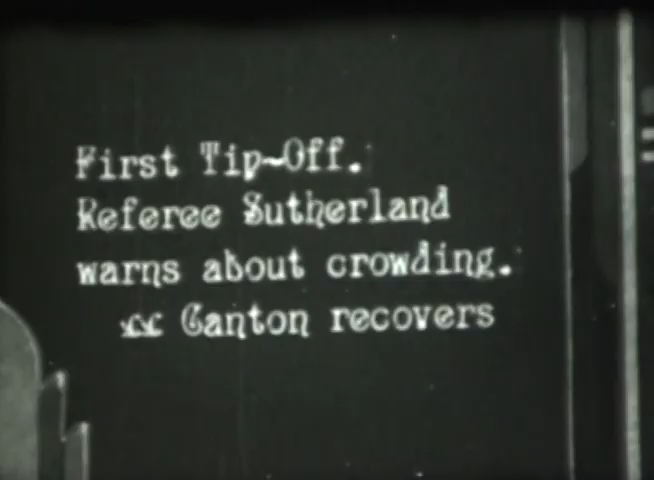 First Tip-Off.
Referee Sutherland
warns about crowding.
Canton recovers